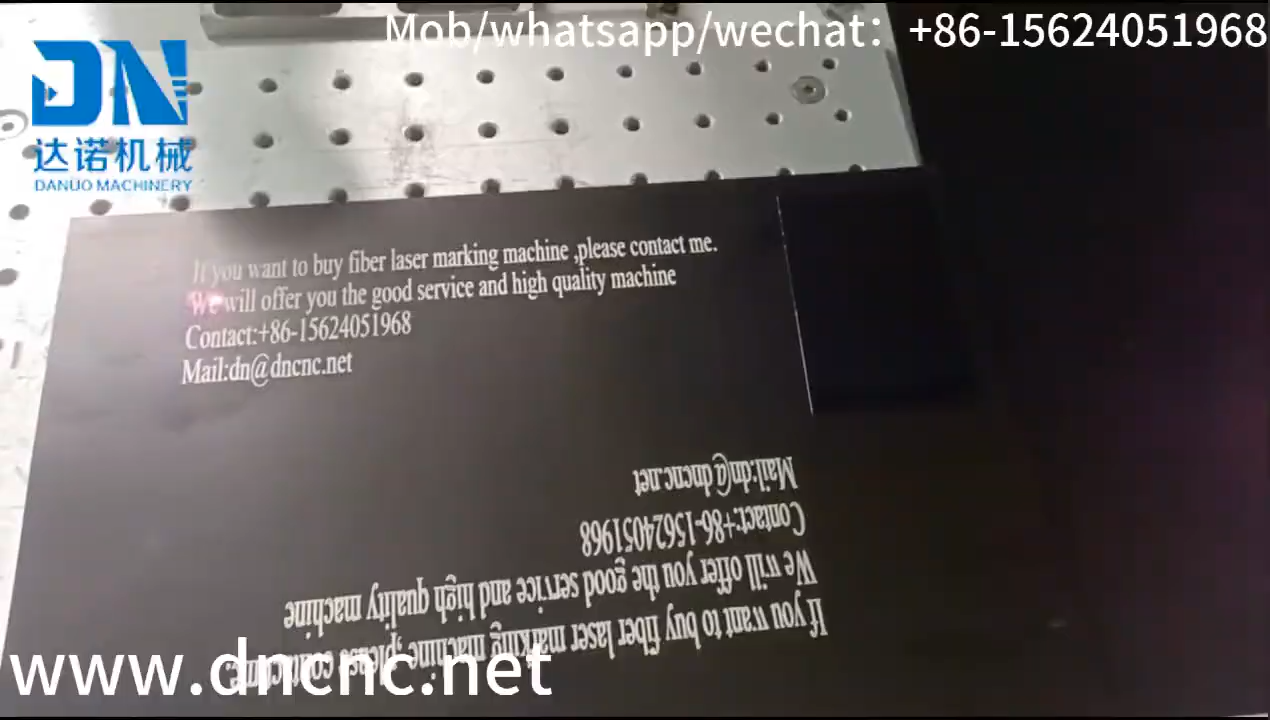 Mob/whatsapp/wechat：+86-15624051968
DN
达诺机械
DANUO MACHINERY
If you want to buy fiber laser marking machine ,please contact me.
We will offer you the good service and high quality machine
Contact:+86-15624051968
Mail:dn@dncnc.net
If you want to buy fiber laser marking machine ,please contact me.
We will offer you the good service and high quality machine
Contact:+86-15624051968
Mail:dn@dncnc.net
www.dncnc.net